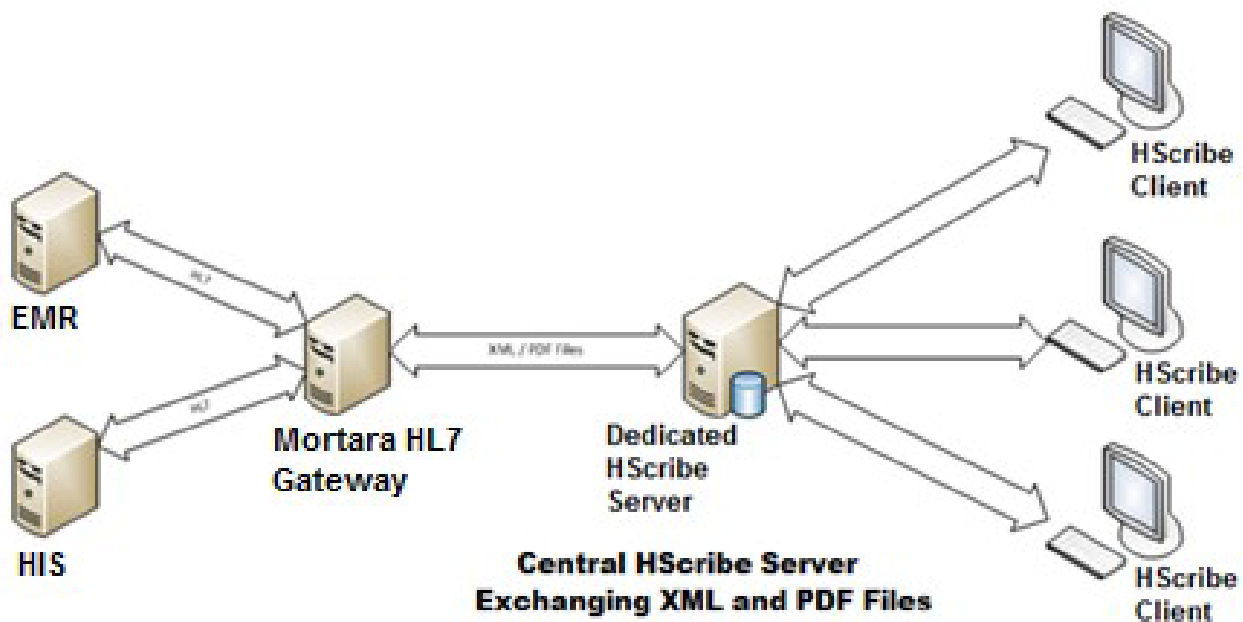 EMR
HL7
HIS
HL7
Mortara HL7
Gateway
XML / PDF Files
Dedicated
HScribe
Server
HScribe
Client
HScribe
Client
HScribe
Client
Central HScribe Server
Exchanging XML and PDF Files